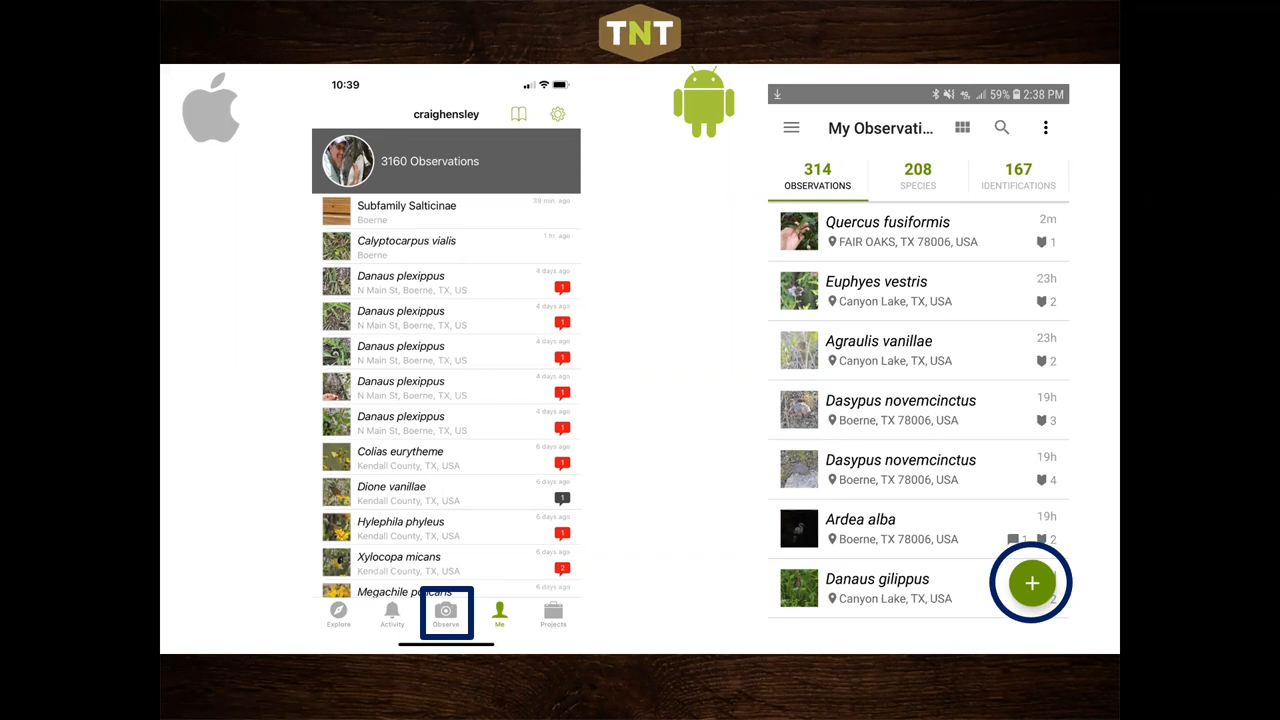 TNT
10:39
craighensley
3160 Observations
Subfamily Salticinae
39 min. ago
Boerne
Calyptocarpus vialis
1 hr. ago
Boerne
Danaus plexippus
4 days ago
N Main St, Boerne, TX, US
1
Danaus plexippus
4 days ago
N Main St, Boerne, TX, US
1
Danaus plexippus
4 days ago
N Main St, Boerne, TX, US
1
Danaus plexippus
4 days ago
N Main St, Boerne, TX, US
1
Danaus plexippus
4 days ago
N Main St, Boerne, TX, US
1
Colias eurytheme
6 days ago
Kendall County, TX, USA
1
Dione vanillae
6 days ago
Kendall County, TX, USA
1
Hylephila phyleus
6 days ago
Kendall County, TX, USA
1
Xylocopa micans
6 days ago
Kendall County, TX, USA
2
Megachile policaris
6 days ago
Explore
Activity
Observe
Me
Projects
59% 2:38 PM
My Observati...
314
OBSERVATIONS
208
SPECIES
167
IDENTIFICATIONS
Quercus fusiformis
2m
FAIR OAKS, TX 78006, USA
1
Euphyes vestris
23h
Canyon Lake, TX, USA
2
Agraulis vanillae
23h
Canyon Lake, TX, USA
2
Dasypus novemcinctus
19h
Boerne, TX 78006, USA
3
Dasypus novemcinctus
19h
Boerne, TX 78006, USA
4
Ardea alba
19h
Boerne, TX 78006, USA
1 2
Danaus gilippus
Canyon Lake, TX, USA
2
+